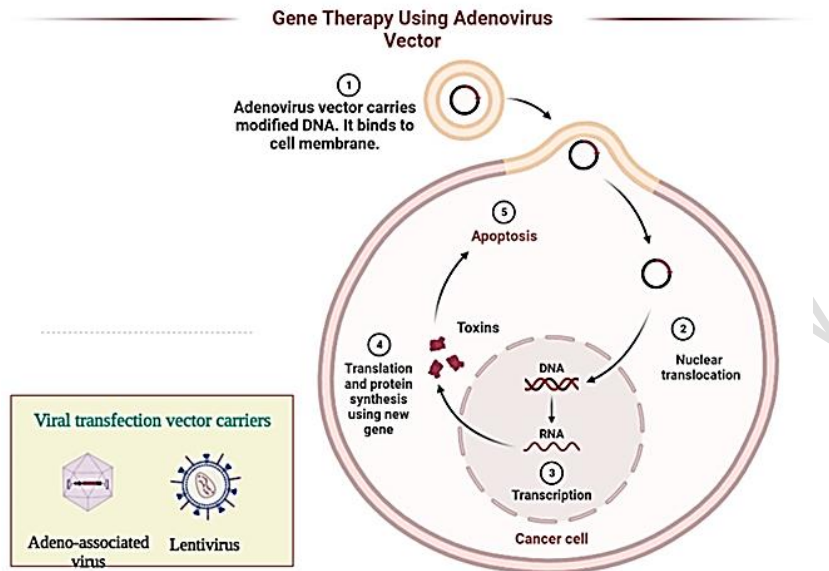 Gene Therapy Using Adenovirus
Vector
1
Adenovirus vector carries
modified DNA. It binds to
cell membrane.
5
Apoptosis
2
Nuclear
translocation
Toxins
4
Translation
and protein
synthesis
using new
gene
DNA
RNA
3
Transcription
Cancer cell
Viral transfection vector carriers
Adeno-associated
virus
Lentivirus